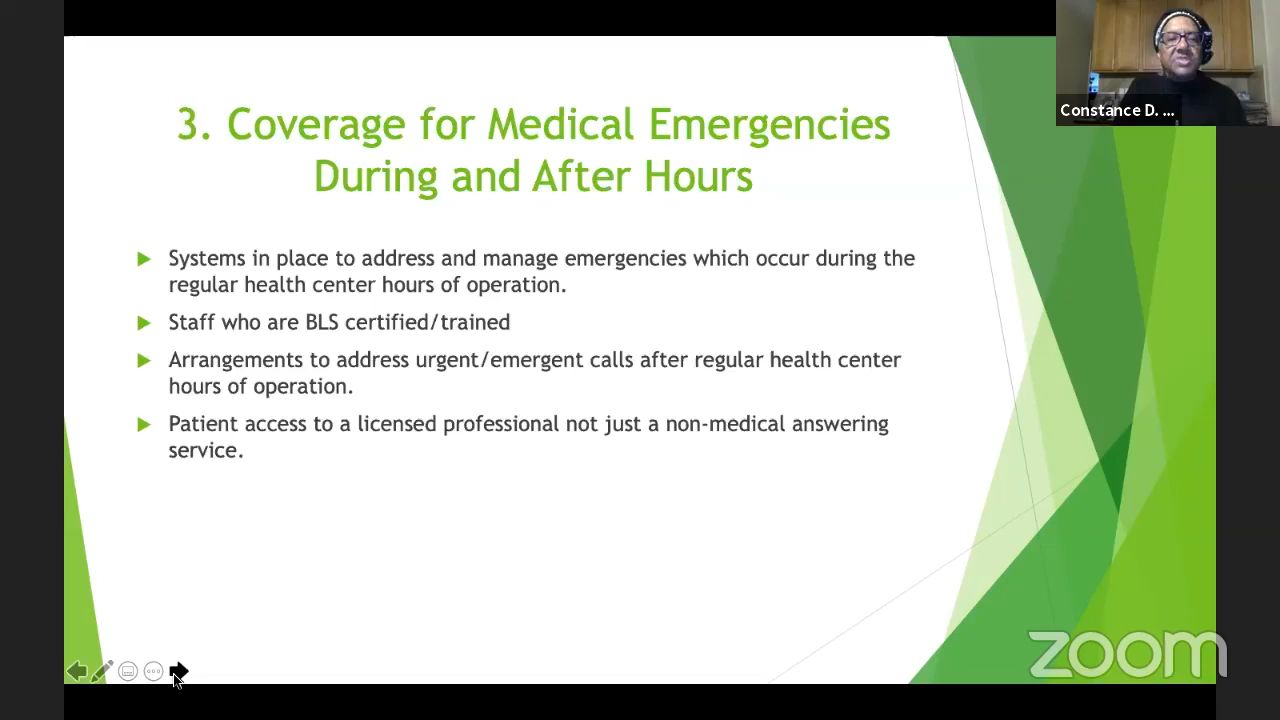 3. Coverage for Medical Emergencies
During and After Hours
Systems in place to address and manage emergencies which occur during the
regular health center hours of operation.
Staff who are BLS certified/trained
Arrangements to address urgent/emergent calls after regular health center
hours of operation.
Patient access to a licensed professional not just a non-medical answering
service.
Constance D. ...
zoom